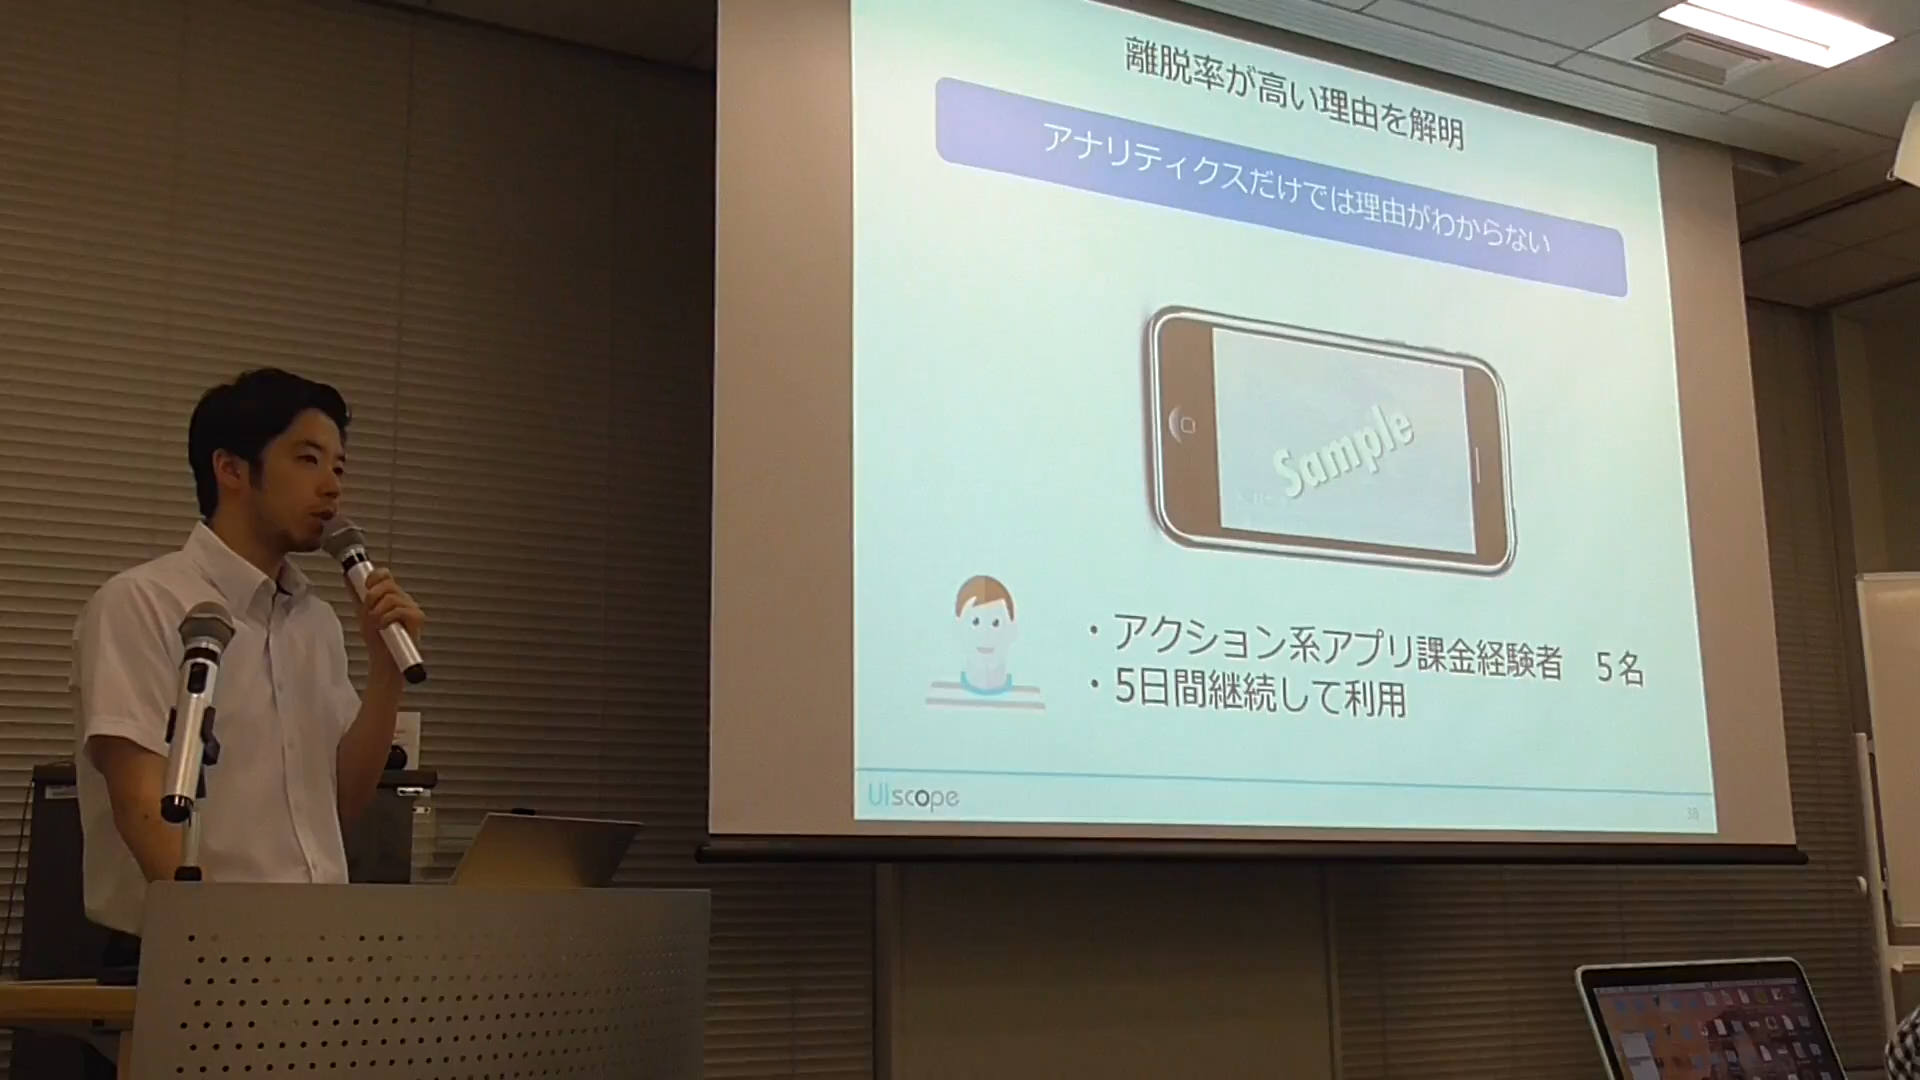 離脱率が高い理由を解明
アナリティクスだけでは理由がわからない
Sample
・アクション系アプリ課金経験者　5名
・5日間継続して利用
UIscope
38